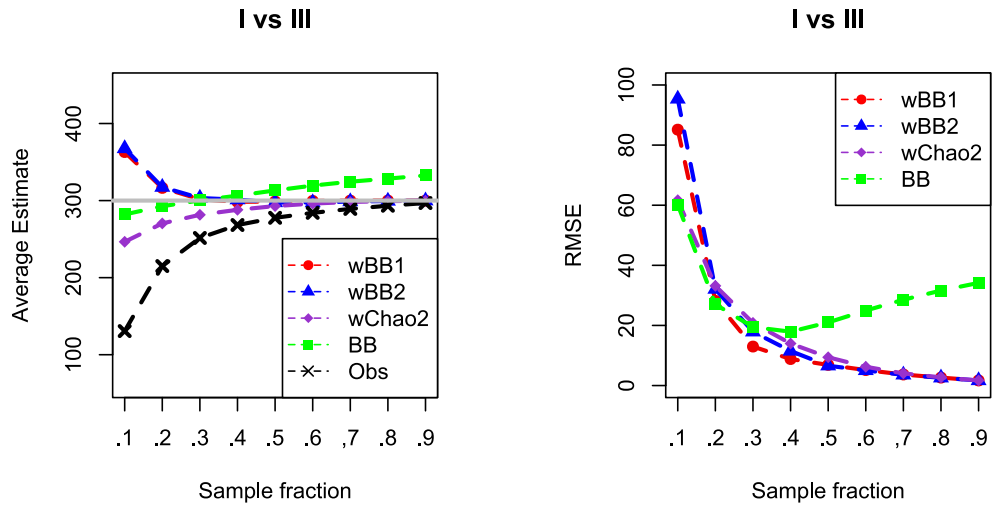 I vs III
Average Estimate
400
300
200
100
wBB1
wBB2
wChao2
BB
Obs
.1 .2 .3 .4 .5 .6 ,7 .8 .9
Sample fraction
I vs III
RMSE
100
80
60
40
20
0
wBB1
wBB2
wChao2
BB
.1 .2 .3 .4 .5 .6 ,7 .8 .9
Sample fraction